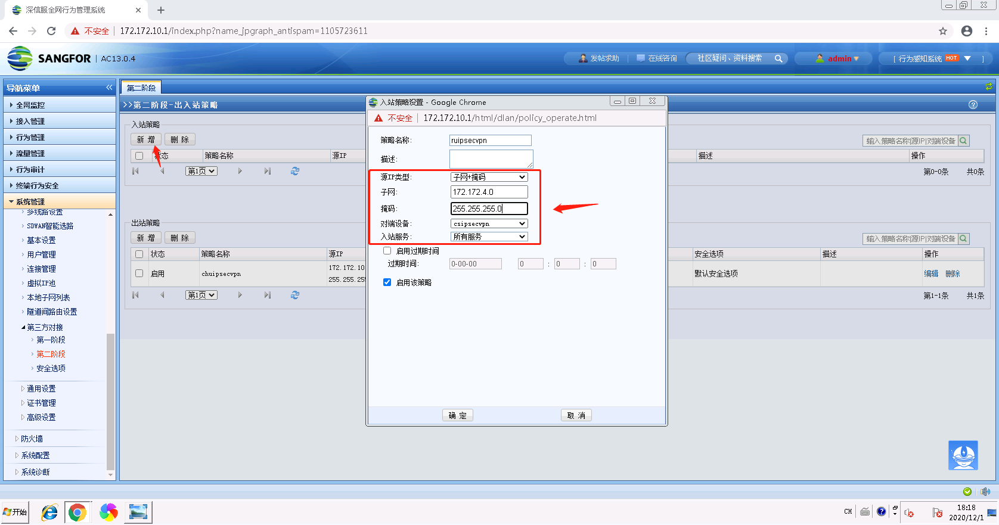 深信服全网行为管理系统
不安全 172.172.10.1/index.php?name_jpgraph_antispam=1105723611
SANGFOR | AC13.0.4
发帖求助
在线咨询
社区疑问、资料搜索
admin
[ 行为感知系统 HOT ]
导航菜单
全网监控
接入管理
行为管理
流量管理
行为审计
终端行为安全
系统管理
多线路设置
SDWAN智能选路
基本设置
用户管理
连接管理
虚拟IP池
本地子网列表
隧道间路由设置
第三方对接
第一阶段
第二阶段
安全选项
通用设置
证书管理
高级设置
防火墙
系统配置
系统诊断
第二阶段
>>第二阶段-出入站策略
入站策略
新 增 删 除
输入策略名称|源IP|对端设备
状态 策略名称 源IP 描述 操作
第1页
第0-0条 共0条
出站策略
新 增 删 除
输入策略名称|源IP|对端设备
状态 策略名称 源IP 安全选项 描述 操作
启用 chuipsecvpn 172.172.10 默认安全选项 编辑 删除
255.255.255
第1页
第1-1条 共1条
入站策略设置 - Google Chrome
不安全 172.172.10.1/html/dlan/policy_operate.html
策略名称: ruipsecvpn
描述:
源IP类型: 子网+掩码
子网: 172.172.4.0
掩码: 255.255.255.0
对端设备: csipsecvpn
入站服务: 所有服务
启用过期时间
过期时间: 0-00-00 0 : 0 : 0
启用该策略
确 定 取 消
开始
CH
18:18
2020/12/1